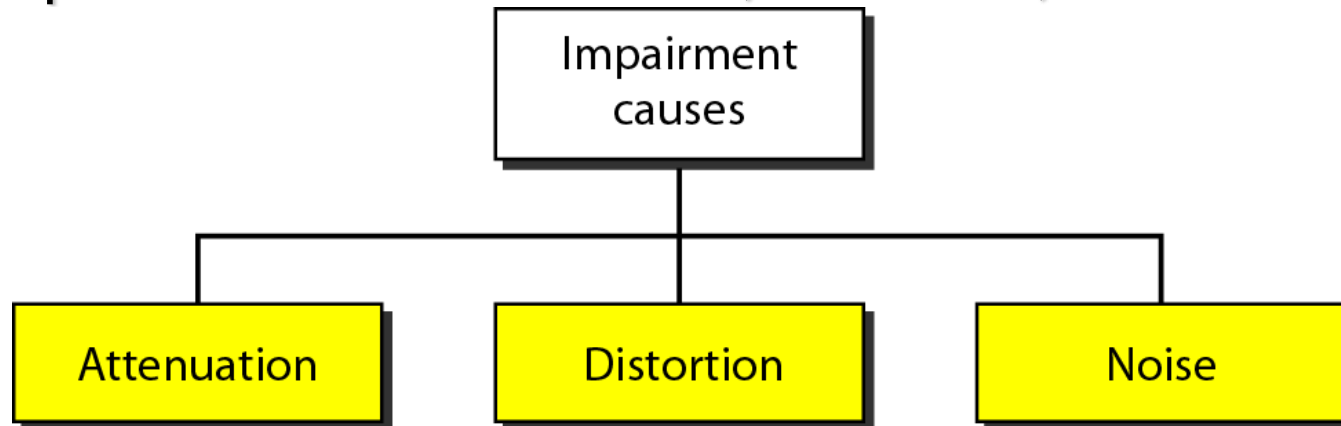 Impairment
causes
Attenuation
Distortion
Noise